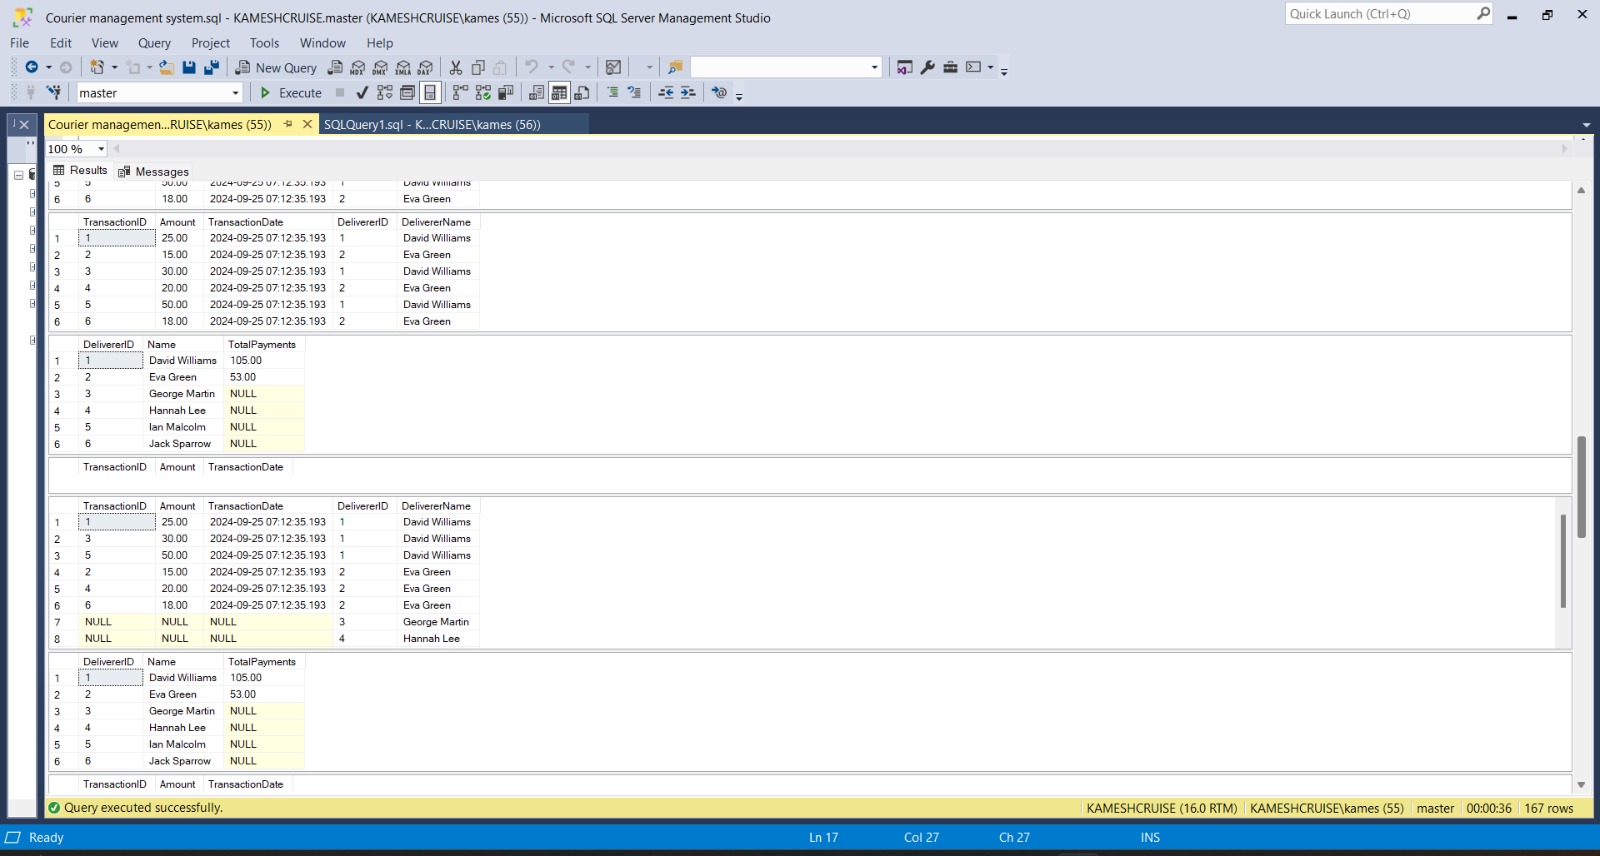 Courier management system.sql - KAMESHCRUISE.master (KAMESHCRUISE\kames (55)) - Microsoft SQL Server Management Studio
Quick Launch (Ctrl+Q)
File Edit View Query Project Tools Window Help
New Query MDX DMX XMLA DAX
master Execute
Courier managemen...RUISE\kames (55)) SQLQuery1.sql - K...CRUISE\kames (56))
100 %
Results Messages
5 5 50.00 2024-09-25 07:12:35.193 1 David Williams
6 6 18.00 2024-09-25 07:12:35.193 2 Eva Green
TransactionID Amount TransactionDate DelivererID DelivererName
1 1 25.00 2024-09-25 07:12:35.193 1 David Williams
2 2 15.00 2024-09-25 07:12:35.193 2 Eva Green
3 3 30.00 2024-09-25 07:12:35.193 1 David Williams
4 4 20.00 2024-09-25 07:12:35.193 2 Eva Green
5 5 50.00 2024-09-25 07:12:35.193 1 David Williams
6 6 18.00 2024-09-25 07:12:35.193 2 Eva Green
DelivererID Name TotalPayments
1 1 David Williams 105.00
2 2 Eva Green 53.00
3 3 George Martin NULL
4 4 Hannah Lee NULL
5 5 Ian Malcolm NULL
6 6 Jack Sparrow NULL
TransactionID Amount TransactionDate
TransactionID Amount TransactionDate DelivererID DelivererName
1 1 25.00 2024-09-25 07:12:35.193 1 David Williams
2 3 30.00 2024-09-25 07:12:35.193 1 David Williams
3 5 50.00 2024-09-25 07:12:35.193 1 David Williams
4 2 15.00 2024-09-25 07:12:35.193 2 Eva Green
5 4 20.00 2024-09-25 07:12:35.193 2 Eva Green
6 6 18.00 2024-09-25 07:12:35.193 2 Eva Green
7 NULL NULL NULL 3 George Martin
8 NULL NULL NULL 4 Hannah Lee
DelivererID Name TotalPayments
1 1 David Williams 105.00
2 2 Eva Green 53.00
3 3 George Martin NULL
4 4 Hannah Lee NULL
5 5 Ian Malcolm NULL
6 6 Jack Sparrow NULL
TransactionID Amount TransactionDate
Query executed successfully. KAMESHCRUISE (16.0 RTM) KAMESHCRUISE\kames (55) master 00:00:36 167 rows
Ready Ln 17 Col 27 Ch 27 INS